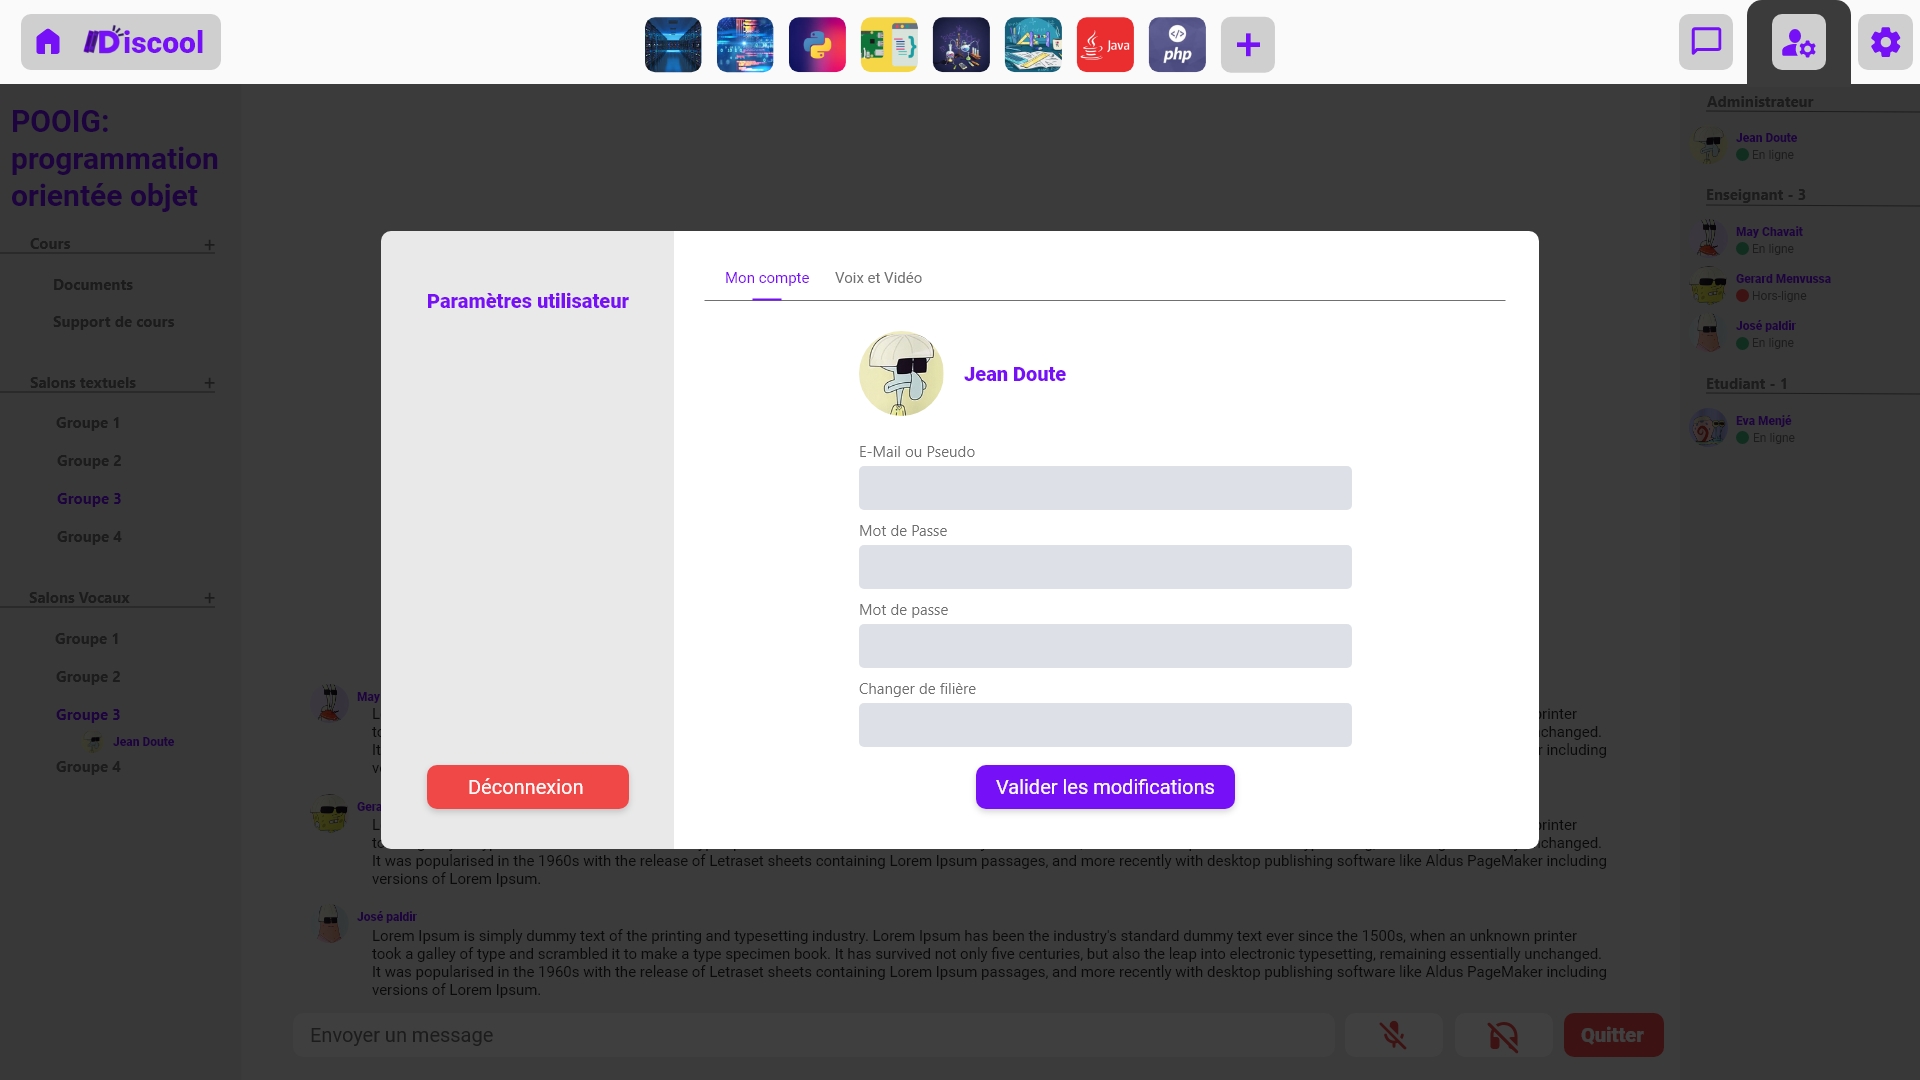 Discool
Java
php
POOIG:
programmation
orientée objet
Cours +
Documents
Support de cours
Salons textuels +
Groupe 1
Groupe 2
Groupe 3
Groupe 4
Salons Vocaux +
Groupe 1
Groupe 2
Groupe 3
Jean Doute
Groupe 4
Paramètres utilisateur
Déconnexion
Mon compte
Voix et Vidéo
Jean Doute
E-Mail ou Pseudo
Mot de Passe
Mot de passe
Changer de filière
Valider les modifications
May
printer
unchanged.
including
printer
It was popularised in the 1960s with the release of Letraset sheets containing Lorem Ipsum passages, and more recently with desktop publishing software like Aldus PageMaker including
versions of Lorem Ipsum.
José paldir
Lorem Ipsum is simply dummy text of the printing and typesetting industry. Lorem Ipsum has been the industry's standard dummy text ever since the 1500s, when an unknown printer
took a galley of type and scrambled it to make a type specimen book. It has survived not only five centuries, but also the leap into electronic typesetting, remaining essentially unchanged.
It was popularised in the 1960s with the release of Letraset sheets containing Lorem Ipsum passages, and more recently with desktop publishing software like Aldus PageMaker including
versions of Lorem Ipsum.
Envoyer un message
Quitter
Administrateur
Jean Doute
En ligne
Enseignant - 3
May Chavait
En ligne
Gerard Menvussa
Hors-ligne
José paldir
En ligne
Etudiant - 1
Eva Menjé
En ligne